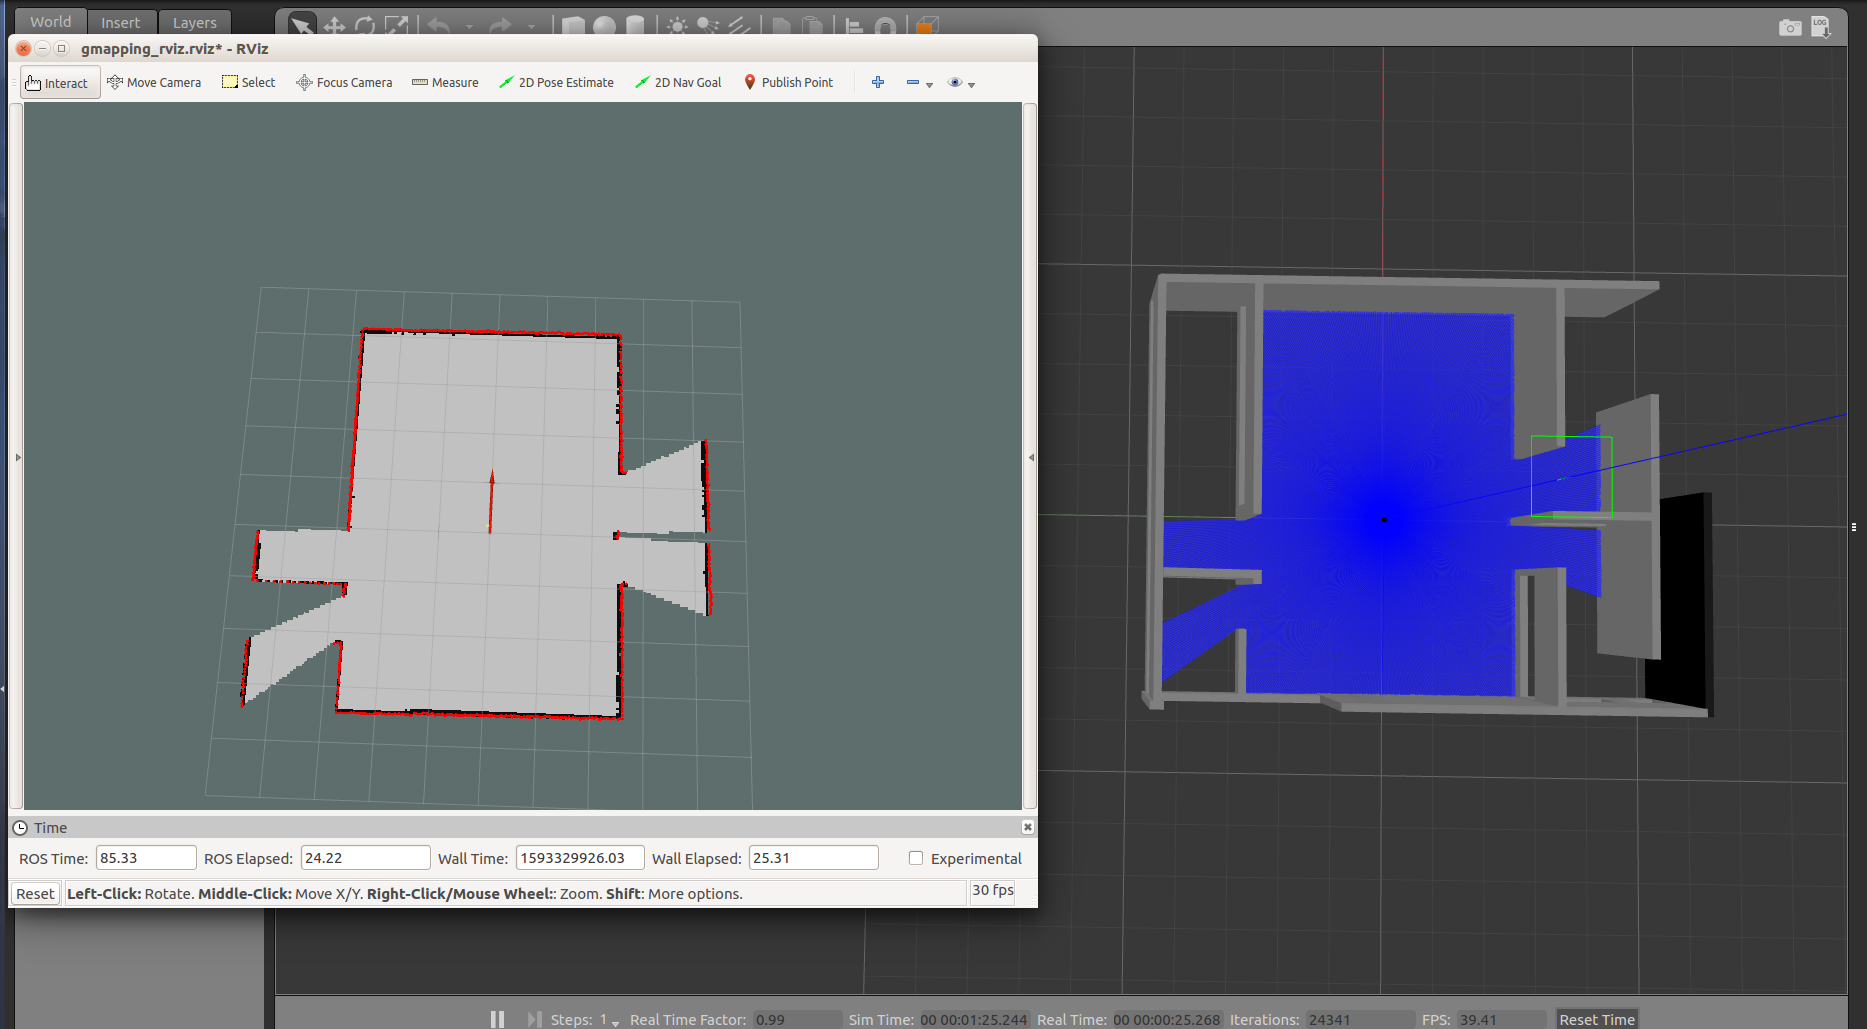 World Insert Layers
LOG
gmapping_rviz.rviz* - RViz
Interact Move Camera Select Focus Camera Measure 2D Pose Estimate 2D Nav Goal Publish Point
Time
ROS Time: 85.33 ROS Elapsed: 24.22 Wall Time: 1593329926.03 Wall Elapsed: 25.31 Experimental
Reset Left-Click: Rotate. Middle-Click: Move X/Y. Right-Click/Mouse Wheel:: Zoom. Shift: More options. 30 fps
Steps: 1 Real Time Factor: 0.99 Sim Time: 00 00:01:25.244 Real Time: 00 00:00:25.268 Iterations: 24341 FPS: 39.41 Reset Time